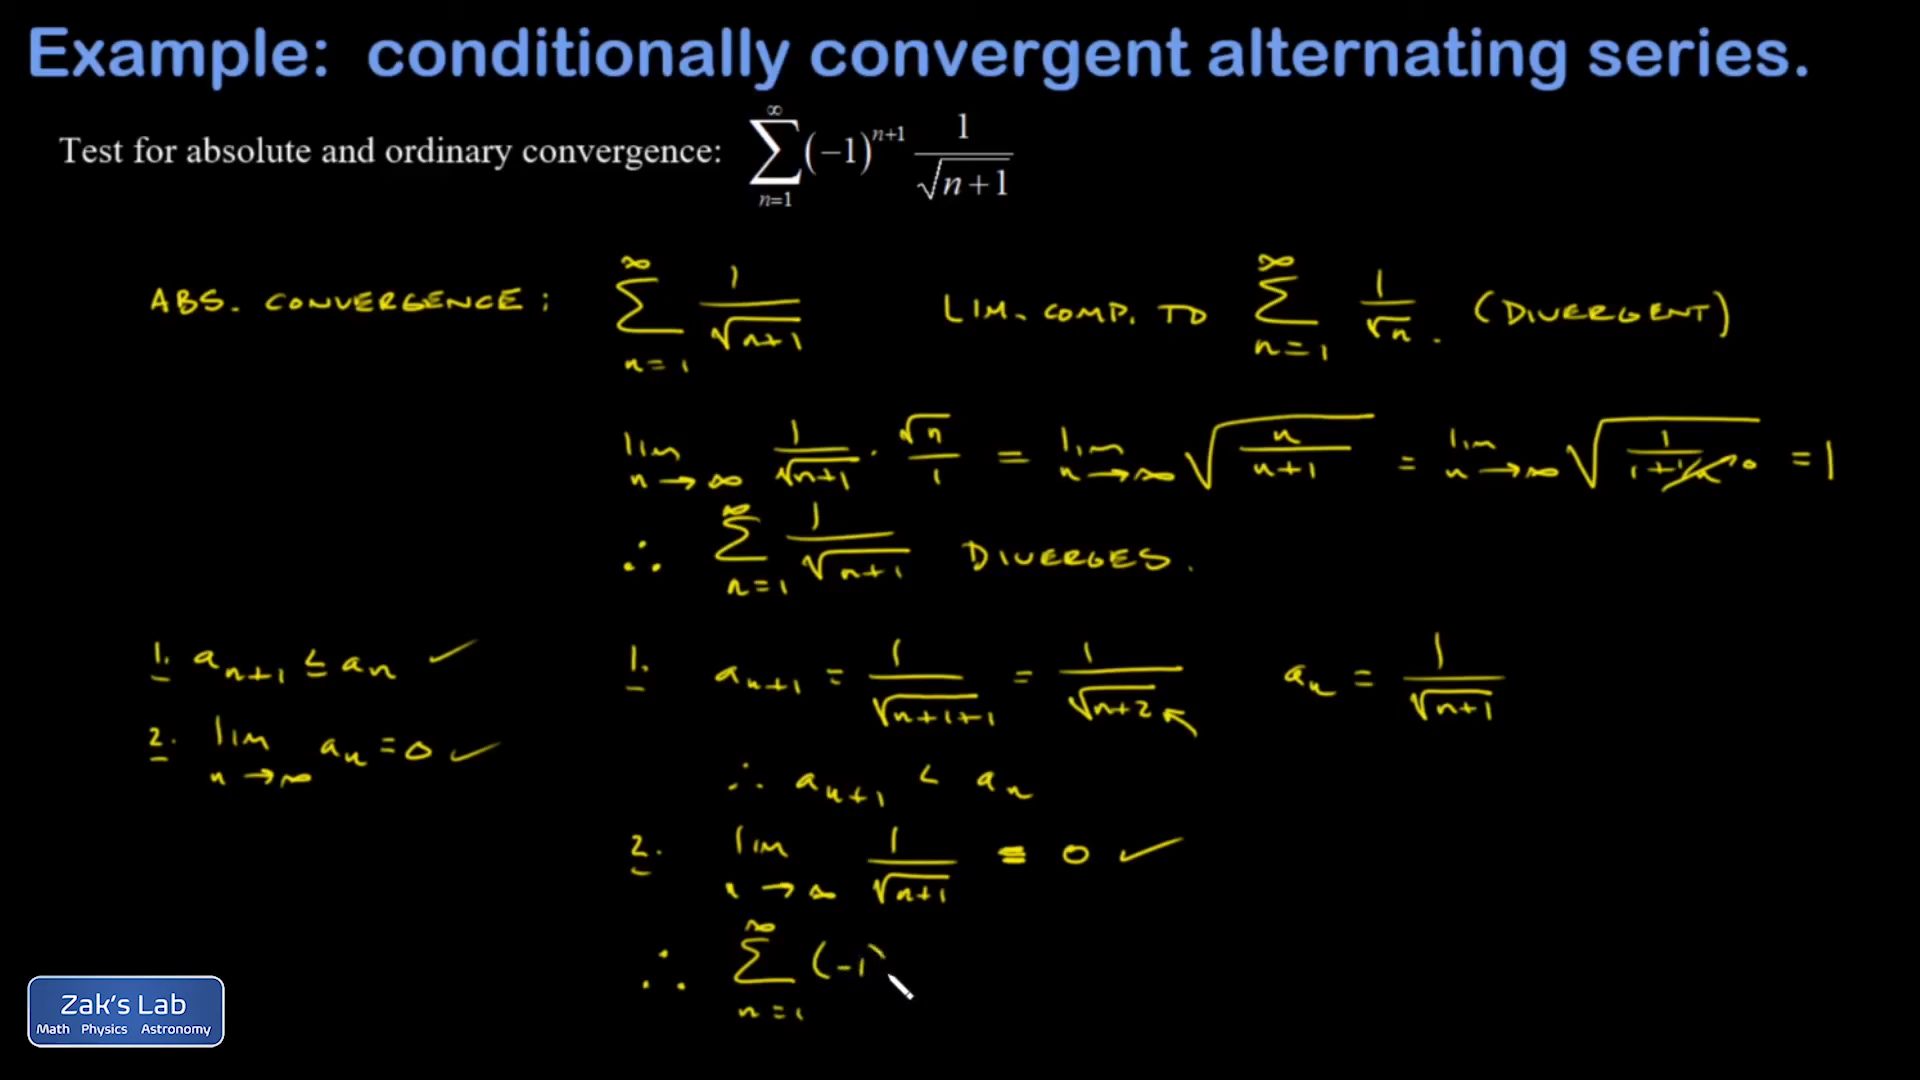 Example: conditionally convergent alternating series.
Test for absolute and ordinary convergence: ∑_{n=1}^{∞} (−1)^{n+1} 1/√(n+1)
ABS. CONVERGENCE: ∑_{n=1}^{∞} 1/√(n+1) LIM. COMP. TO ∑_{n=1}^{∞} 1/√n. (DIVERGENT)
lim_{n→∞} 1/√(n+1) · √n/1 = lim_{n→∞} √(n/(n+1)) = lim_{n→∞} √(1/(1+1/n→0)) = 1
∴ ∑_{n=1}^{∞} 1/√(n+1) DIVERGES.
1. a_{n+1} ≤ a_n ✓
2. lim_{n→∞} a_n = 0 ✓
1. a_{n+1} = 1/√(n+1+1) = 1/√(n+2) a_n = 1/√(n+1)
∴ a_{n+1} < a_n
2. lim_{n→∞} 1/√(n+1) = 0 ✓
∴ ∑_{n=1}^{∞} (−1)
Zak's Lab
Math Physics Astronomy